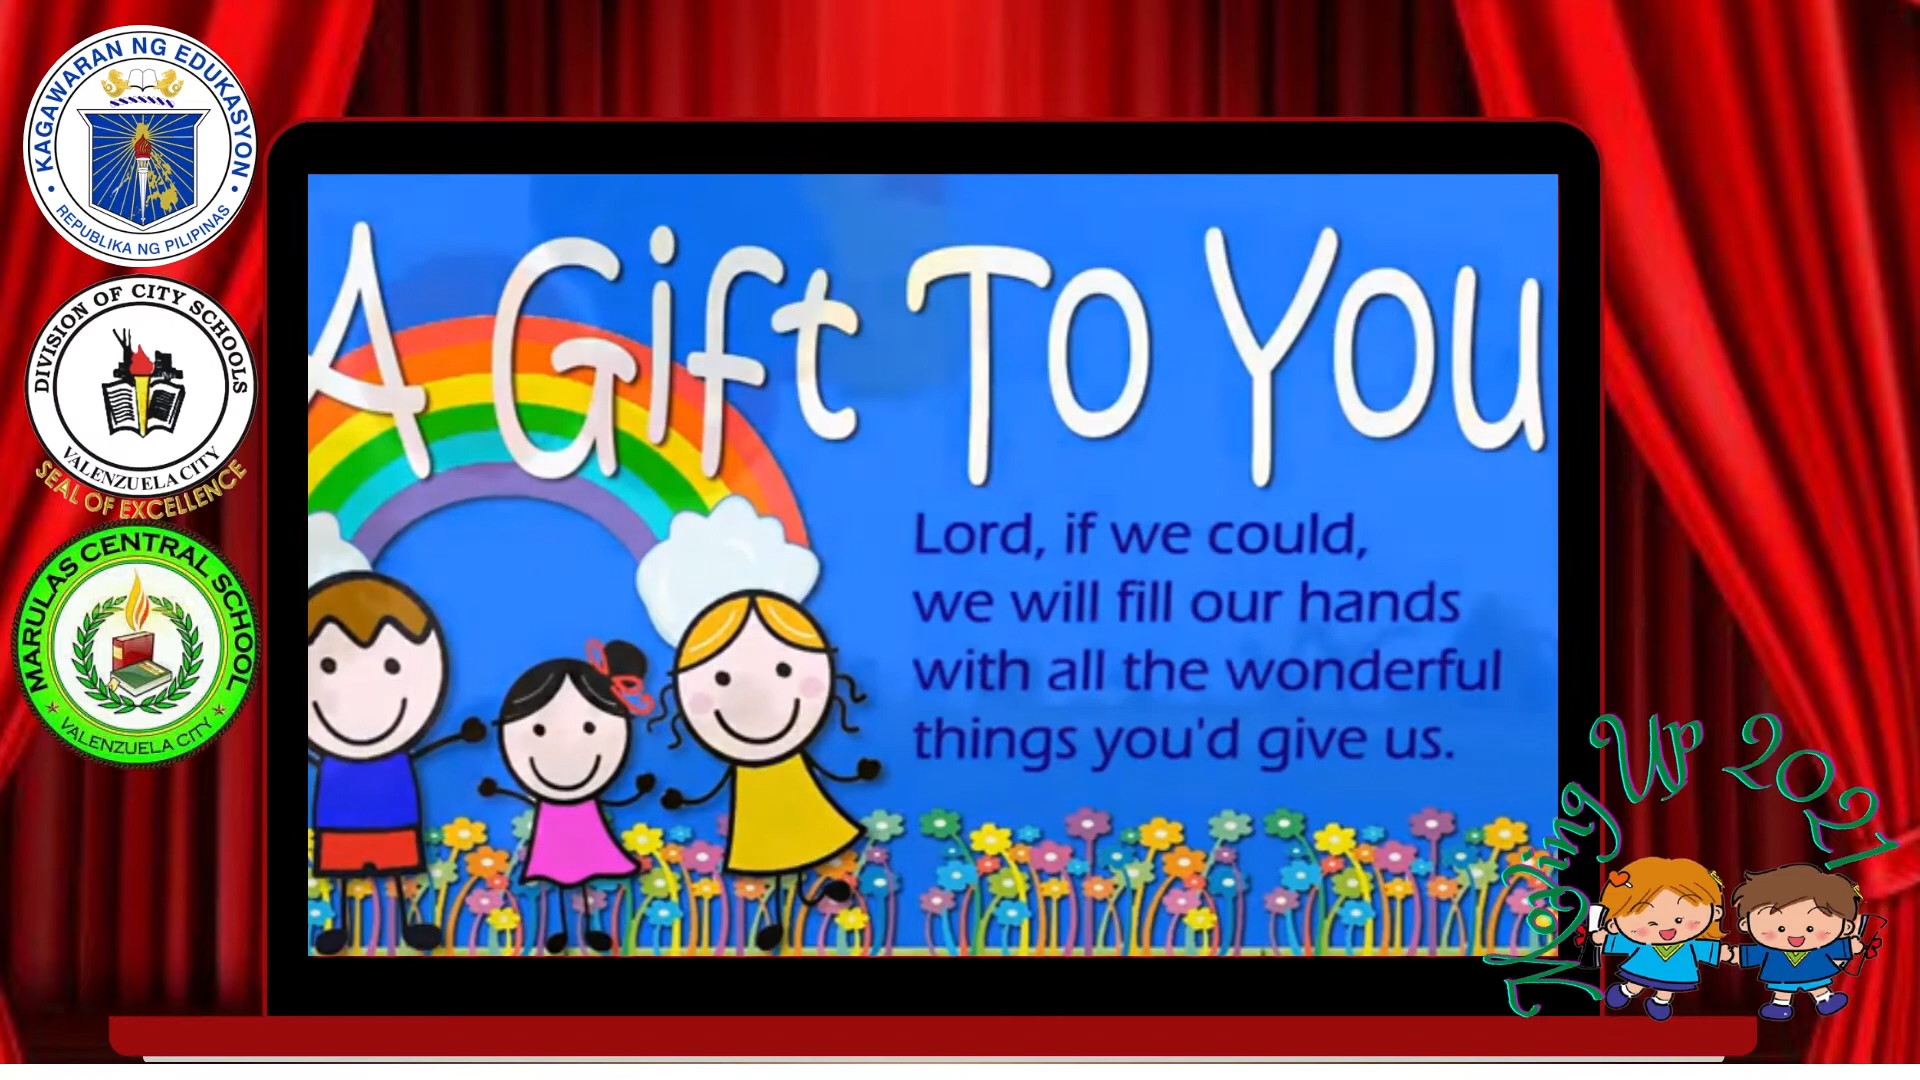 KAGAWARAN NG EDUKASYON
REPUBLIKA NG PILIPINAS
DIVISION OF CITY SCHOOLS
VALENZUELA CITY
SEAL OF EXCELLENCE
MARULAS CENTRAL SCHOOL
VALENZUELA CITY
A Gift To You
Lord, if we could,
we will fill our hands
with all the wonderful
things you'd give us.
Moving Up 2021